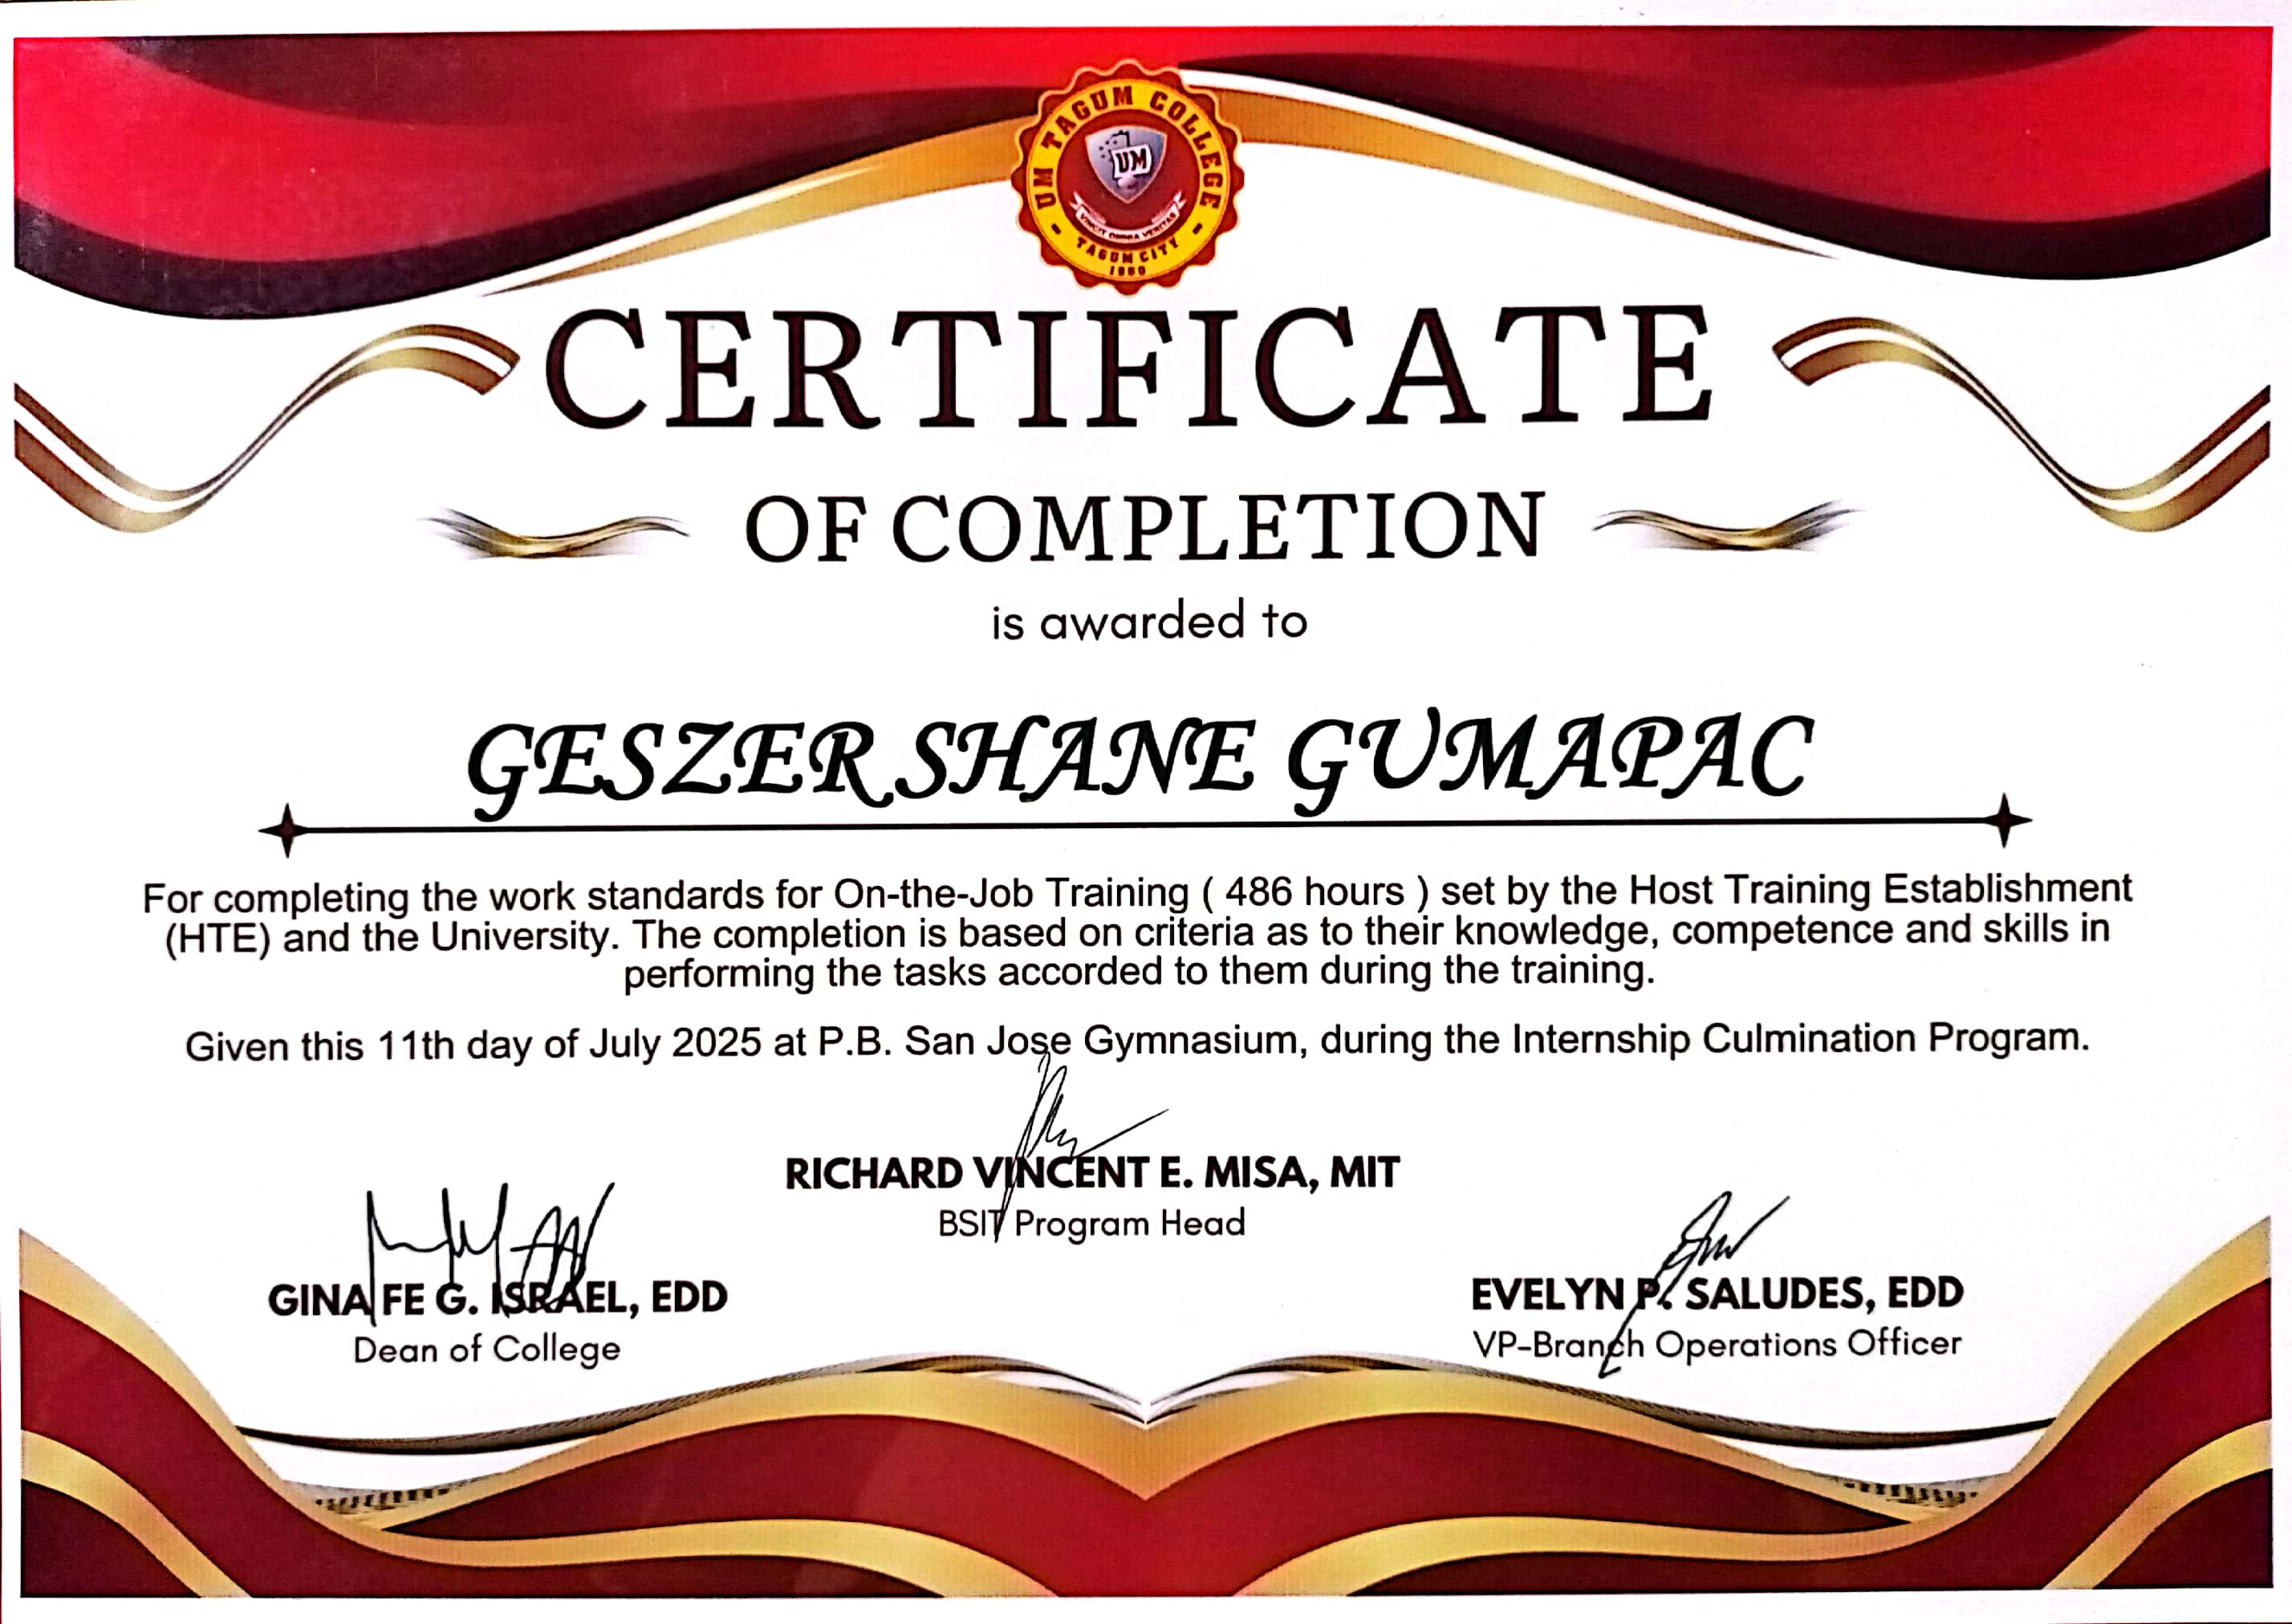 UM TAGUM COLLEGE
UM
VINCIT OMNIA VERITAS
TAGUM CITY
1950
CERTIFICATE
OF COMPLETION
is awarded to
GESZER SHANE GUMAPAC
For completing the work standards for On-the-Job Training ( 486 hours ) set by the Host Training Establishment
(HTE) and the University. The completion is based on criteria as to their knowledge, competence and skills in
performing the tasks accorded to them during the training.
Given this 11th day of July 2025 at P.B. San Jose Gymnasium, during the Internship Culmination Program.
RICHARD VINCENT E. MISA, MIT
BSIT Program Head
GINA FE G. ISRAEL, EDD
Dean of College
EVELYN P. SALUDES, EDD
VP-Branch Operations Officer